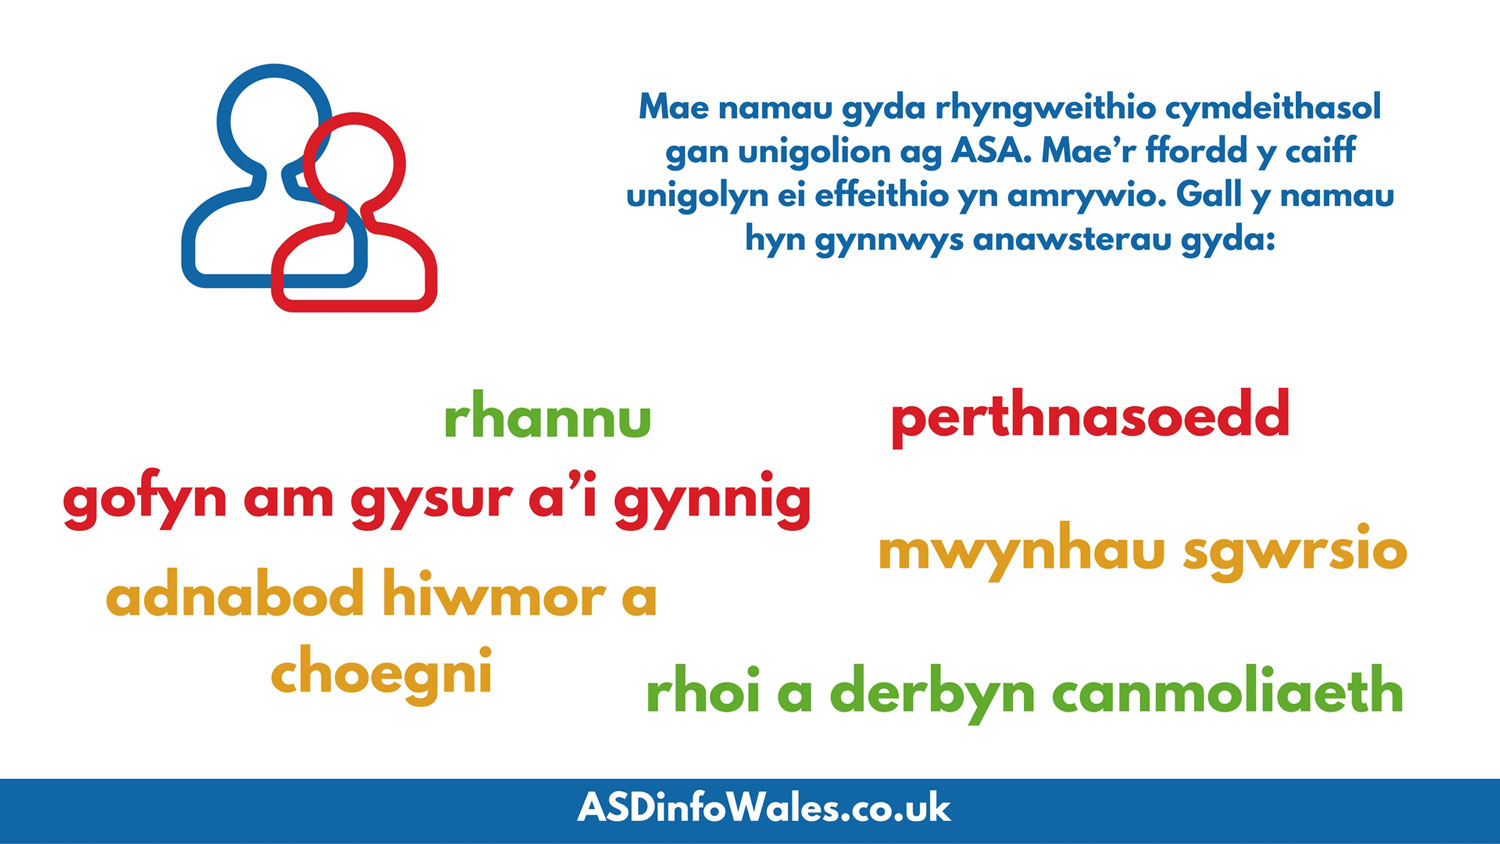 Mae namau gyda rhyngweithio cymdeithasol
gan unigolion ag ASA. Mae’r ffordd y caiff
unigolyn ei effeithio yn amrywio. Gall y namau
hyn gynnwys anawsterau gyda:
rhannu
perthnasoedd
gofyn am gysur a’i gynnig
mwynhau sgwrsio
adnabod hiwmor a
choegni
rhoi a derbyn canmoliaeth
ASDinfoWales.co.uk